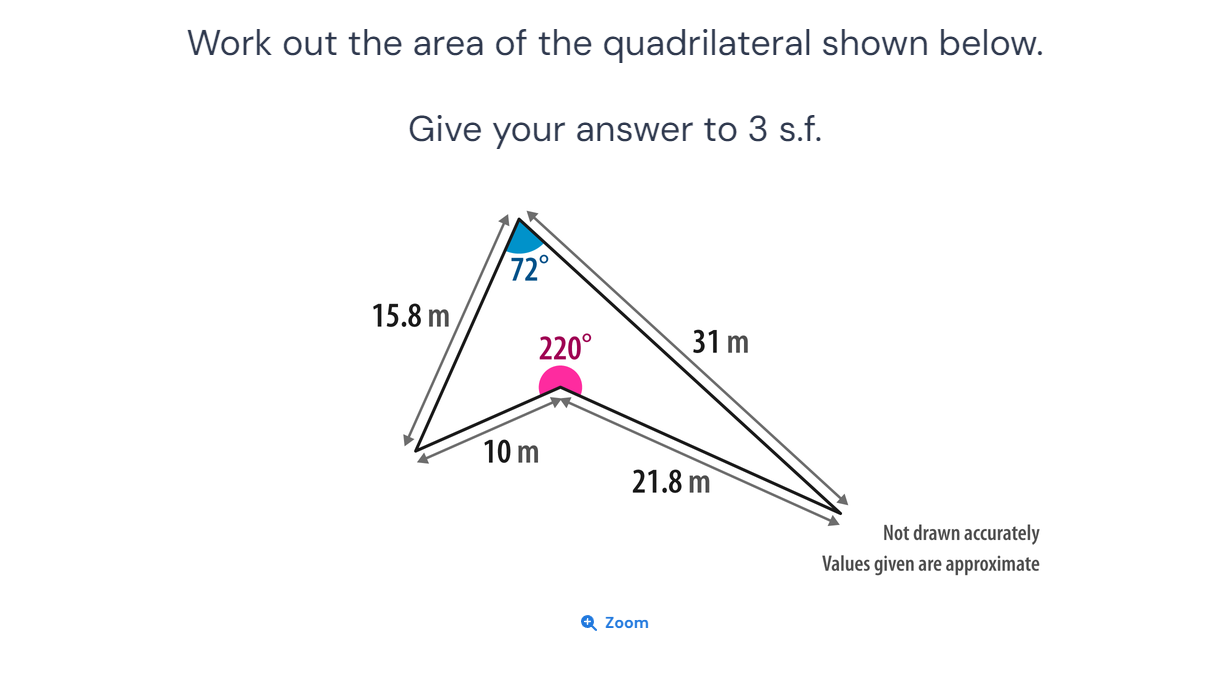 Work out the area of the quadrilateral shown below.
Give your answer to 3 s.f.
72°
15.8 m
31 m
220°
10 m
21.8 m
Not drawn accurately
Values given are approximate
Zoom